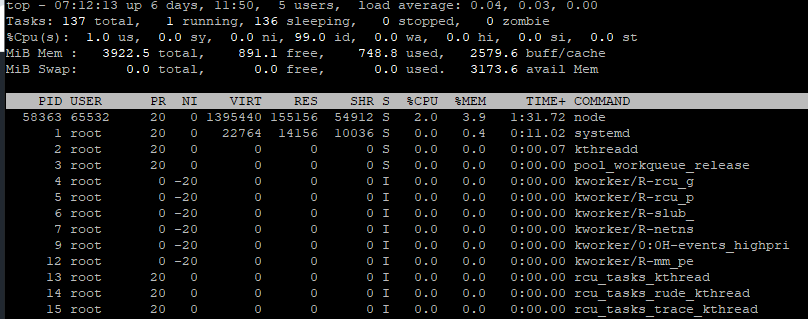 top - 07:12:13 up 6 days, 11:50,  5 users,  load average: 0.04, 0.03, 0.00
Tasks: 137 total,   1 running, 136 sleeping,   0 stopped,   0 zombie
%Cpu(s):  1.0 us,  0.0 sy,  0.0 ni, 99.0 id,  0.0 wa,  0.0 hi,  0.0 si,  0.0 st
MiB Mem :   3922.5 total,    891.1 free,    748.8 used,   2579.6 buff/cache
MiB Swap:      0.0 total,      0.0 free,      0.0 used.   3173.6 avail Mem
PID USER      PR  NI    VIRT    RES    SHR S  %CPU  %MEM     TIME+ COMMAND
58363 65532     20   0 1395440 155156  54912 S   2.0   3.9   1:31.72 node
1 root      20   0   22764  14156  10036 S   0.0   0.4   0:11.02 systemd
2 root      20   0       0      0      0 S   0.0   0.0   0:00.07 kthreadd
3 root      20   0       0      0      0 S   0.0   0.0   0:00.00 pool_workqueue_release
4 root       0 -20       0      0      0 I   0.0   0.0   0:00.00 kworker/R-rcu_g
5 root       0 -20       0      0      0 I   0.0   0.0   0:00.00 kworker/R-rcu_p
6 root       0 -20       0      0      0 I   0.0   0.0   0:00.00 kworker/R-slub_
7 root       0 -20       0      0      0 I   0.0   0.0   0:00.00 kworker/R-netns
9 root       0 -20       0      0      0 I   0.0   0.0   0:00.00 kworker/0:0H-events_highpri
12 root       0 -20       0      0      0 I   0.0   0.0   0:00.00 kworker/R-mm_pe
13 root      20   0       0      0      0 I   0.0   0.0   0:00.00 rcu_tasks_kthread
14 root      20   0       0      0      0 I   0.0   0.0   0:00.00 rcu_tasks_rude_kthread
15 root      20   0       0      0      0 I   0.0   0.0   0:00.00 rcu_tasks_trace_kthread